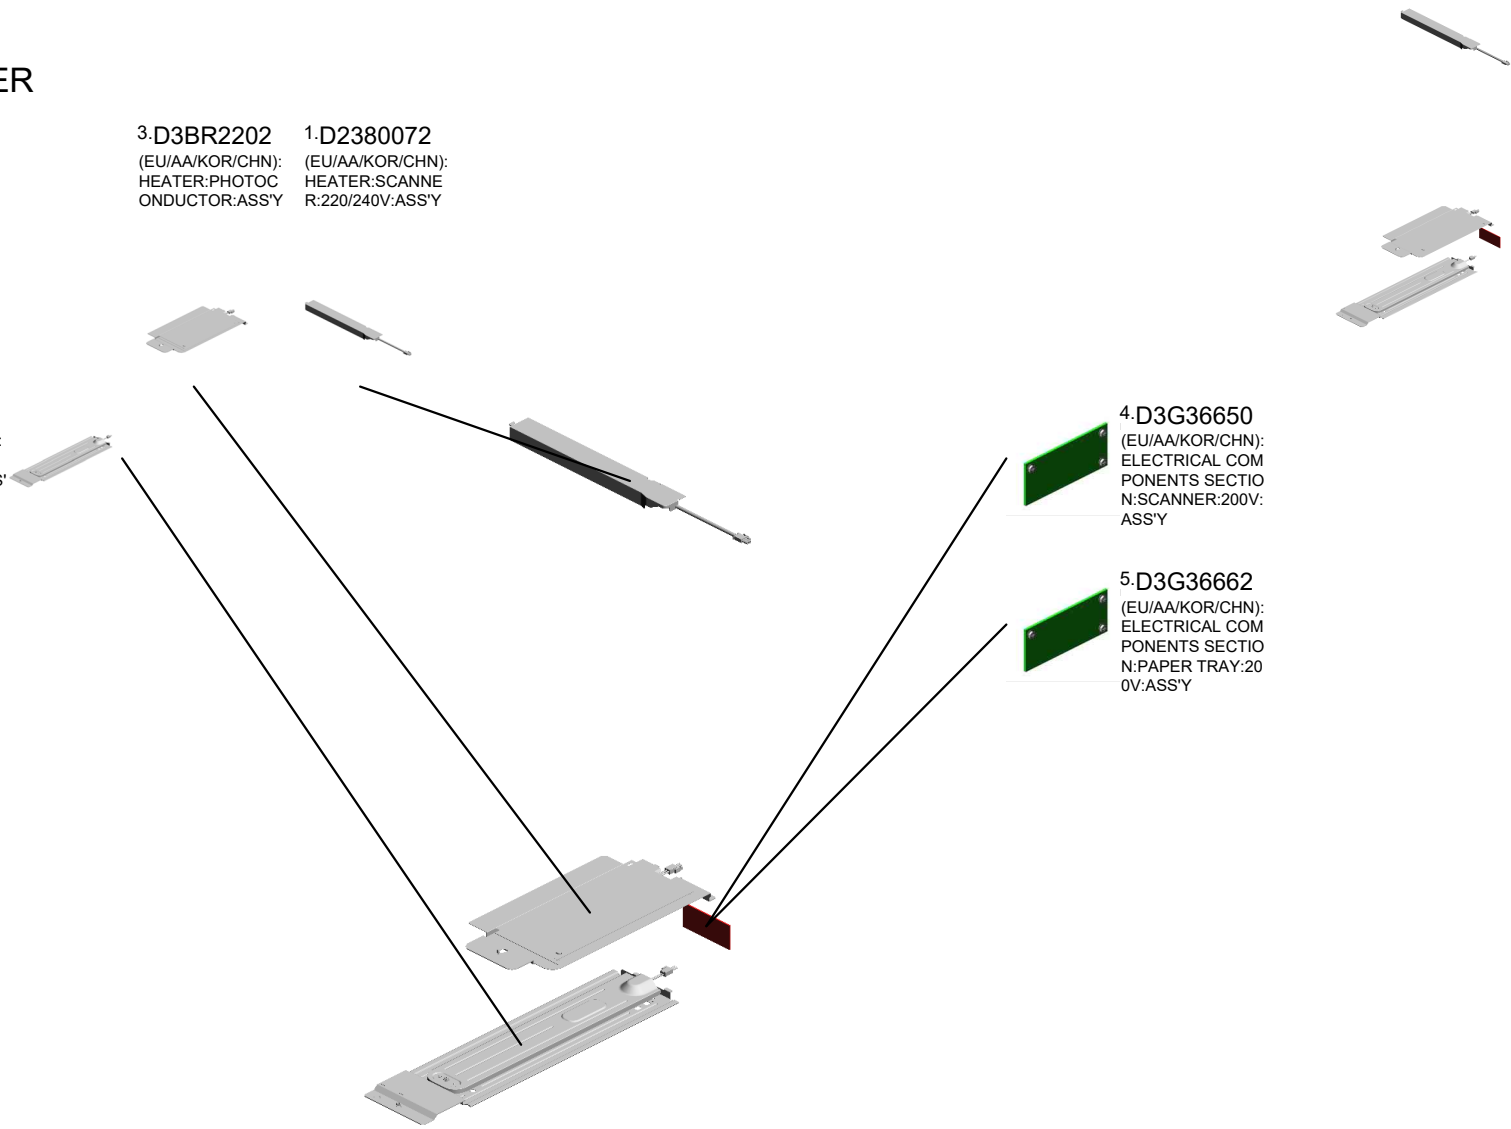 ER
3.D3BR2202
(EU/AA/KOR/CHN):
HEATER:PHOTOC
ONDUCTOR:ASS'Y
1.D2380072
(EU/AA/KOR/CHN):
HEATER:SCANNE
R:220/240V:ASS'Y
4.D3G36650
(EU/AA/KOR/CHN):
ELECTRICAL COM
PONENTS SECTIO
N:SCANNER:200V:
ASS'Y
5.D3G36662
(EU/AA/KOR/CHN):
ELECTRICAL COM
PONENTS SECTIO
N:PAPER TRAY:20
0V:ASS'Y